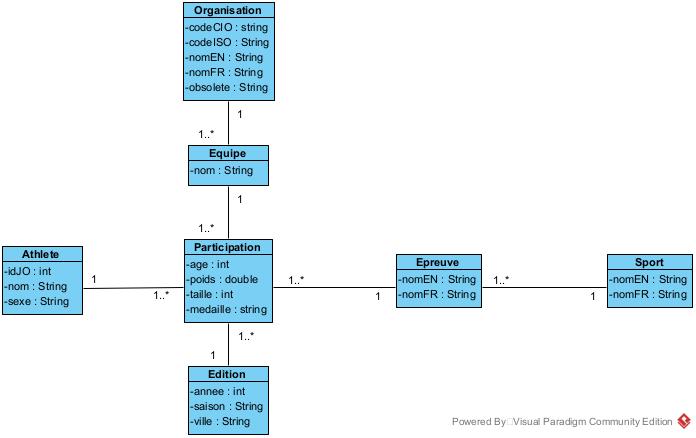 Organisation
-codeCIO : string
-codeISO : String
-nomEN : String
-nomFR : String
-obsolete : String
1
1..*
Equipe
-nom : String
1
1..*
Athlete
-idJO : int
-nom : String
-sexe : String
1
1..*
Participation
-age : int
-poids : double
-taille : int
-medaille : string
1..*
1
Epreuve
-nomEN : String
-nomFR : String
1..*
1
Sport
-nomEN : String
-nomFR : String
1..*
1
Edition
-annee : int
-saison : String
-ville : String
Powered By Visual Paradigm Community Edition